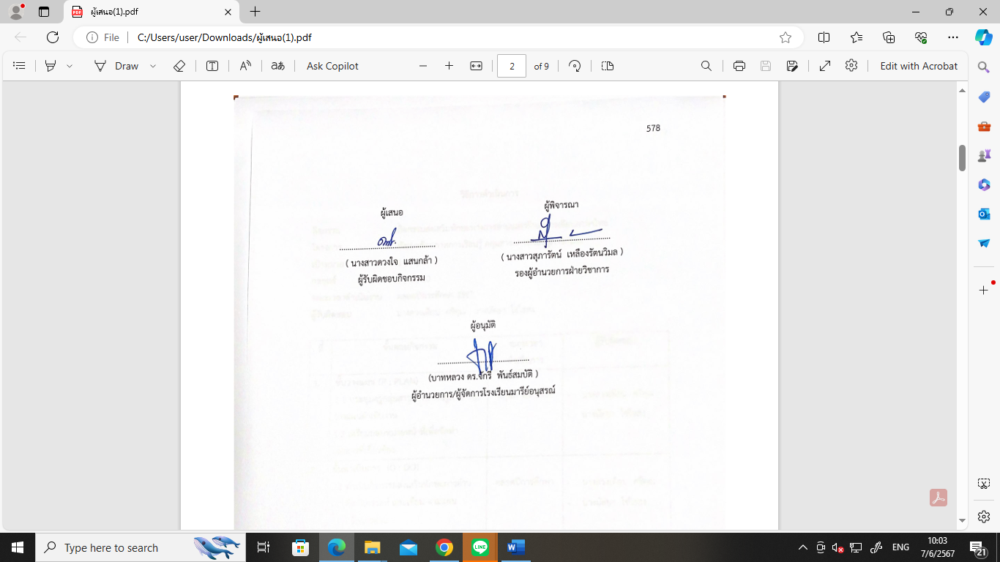 ผู้เสนอ(1).pdf
File
C:/Users/user/Downloads/ผู้เสนอ(1).pdf
Draw
Ask Copilot
2
of 9
Edit with Acrobat
578
ผู้เสนอ
ผู้พิจารณา
( นางสาวดวงใจ แสนกล้า )
( นางสาวสุภารัตน์ เหลืองรัตนวิมล )
ผู้รับผิดชอบกิจกรรม
รองผู้อำนวยการฝ่ายวิชาการ
ผู้อนุมัติ
(บาทหลวง ดร.จักรี พันธ์สมบัติ )
ผู้อำนวยการ/ผู้จัดการโรงเรียนมารีย์อนุสรณ์
Type here to search
LINE
ENG
10:03
7/6/2567
21